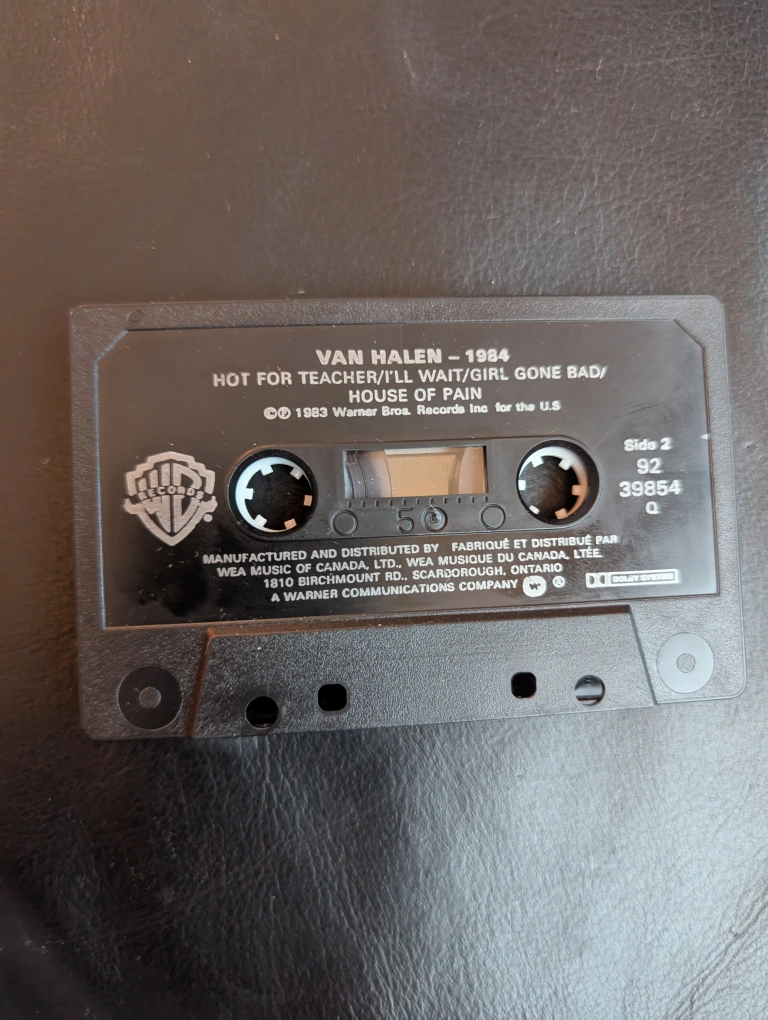 VAN HALEN – 1984
HOT FOR TEACHER/I'LL WAIT/GIRL GONE BAD/
HOUSE OF PAIN
©℗ 1983 Warner Bros. Records Inc for the U.S
Side 2
92
39854
Q
WB
RECORDS
®
50
MANUFACTURED AND DISTRIBUTED BY FABRIQUÉ ET DISTRIBUÉ PAR
WEA MUSIC OF CANADA, LTD., WEA MUSIQUE DU CANADA, LTÉE.
1810 BIRCHMOUNT RD., SCARBOROUGH, ONTARIO
A WARNER COMMUNICATIONS COMPANY ®
DOLBY SYSTEM